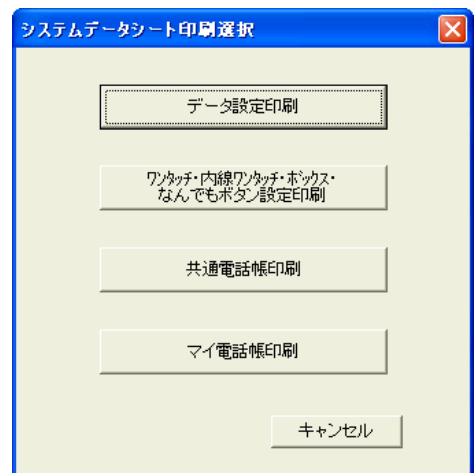 システムデータシート印刷選択
データ設定印刷
ワンタッチ・内線ワンタッチ・ボックス・
なんでもボタン設定印刷
共通電話帳印刷
マイ電話帳印刷
キャンセル